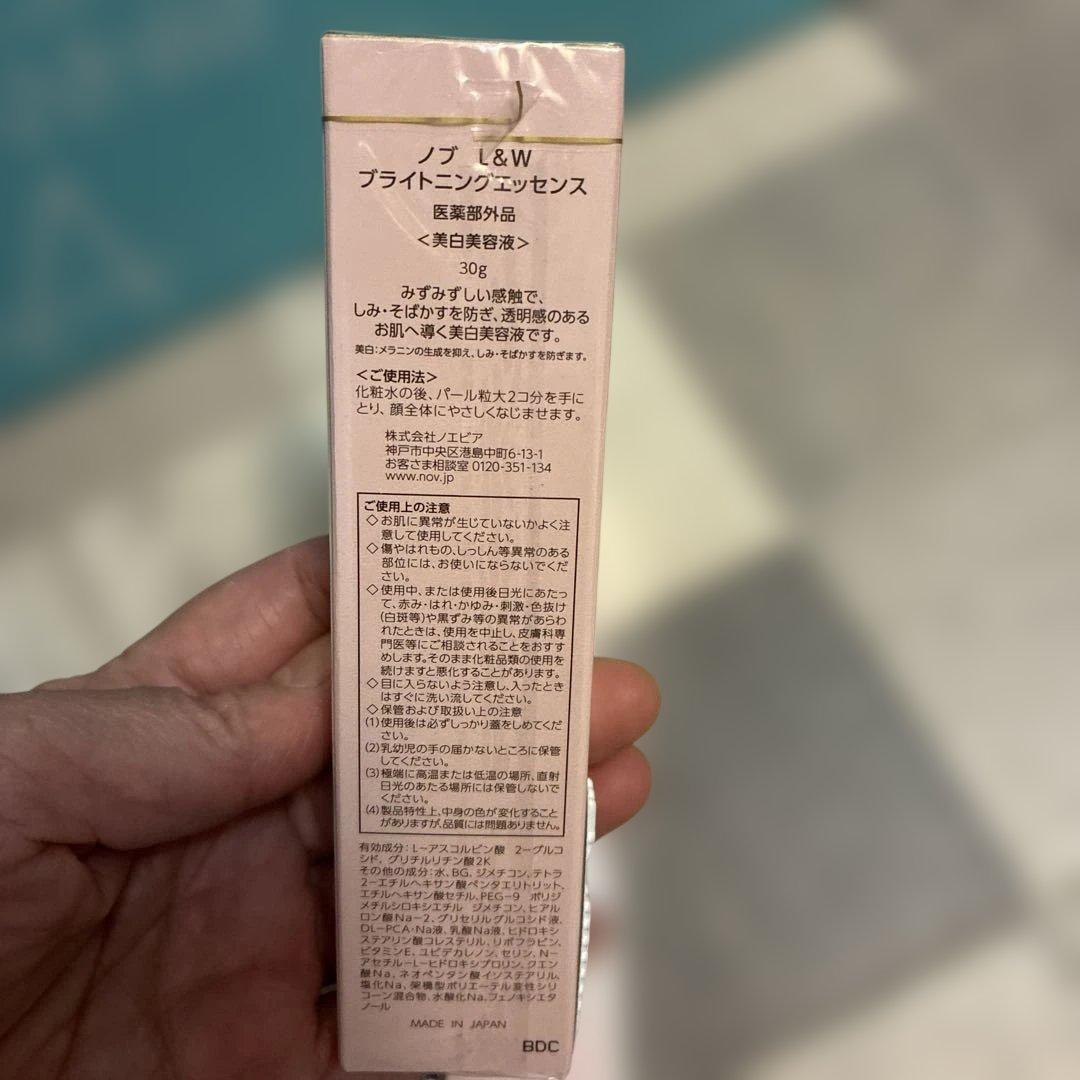 ノブ L&W
ブライトニングエッセンス
医薬部外品
<美白美容液>
30g
みずみずしい感触で、
しみ・そばかすを防ぎ、透明感のある
お肌へ導く美白美容液です。
美白:メラニンの生成を抑え、しみ・そばかすを防ぎます。
<ご使用法>
化粧水の後、パール粒大2コ分を手に
とり、顔全体にやさしくなじませます。
株式会社ノエビア
神戸市中央区港島中町6-13-1
お客さま相談室 0120-351-134
www.nov.jp
ご使用上の注意
◇お肌に異常が生じていないかよく注
意して使用してください。
◇傷やはれもの、しっしん等異常のある
部位には、お使いにならないでくだ
さい。
◇使用中、または使用後日光にあたっ
て、赤み・はれ・かゆみ・刺激・色抜け
(白斑等)や黒ずみ等の異常があらわ
れたときは、使用を中止し、皮膚科専
門医等にご相談されることをおすす
めします。そのまま化粧品類の使用を
続けますと悪化することがあります。
◇目に入らないよう注意し、入ったとき
はすぐに洗い流してください。
◇保管および取扱い上の注意
(1)使用後は必ずしっかり蓋をしめてくだ
さい。
(2)乳幼児の手の届かないところに保管
してください。
(3)極端に高温または低温の場所、直射
日光のあたる場所には保管しないで
ください。
(4)製品特性上、中身の色が変化すること
がありますが、品質には問題ありません。
有効成分:L-アスコルビン酸 2-グルコ
シド、グリチルリチン酸2K
その他の成分:水、BG、ジメチコン、テトラ
2-エチルヘキサン酸ペンタエリトリット、
エチルヘキサン酸セチル、PEG-9 ポリジ
メチルシロキシエチル ジメチコン、ヒアル
ロン酸Na-2、グリセリルグルコシド液、
DL-PCA・Na液、乳酸Na液、ヒドロキシ
ステアリン酸コレステリル、リボフラビン、
ビタミンE、ユビデカレノン、セリン、N-
アセチル-L-ヒドロキシプロリン、クエン
酸Na、ネオペンタン酸イソステアリル、
塩化Na、架橋型ポリエーテル変性シリ
コーン混合物、水酸化Na、フェノキシエタ
ノール
MADE IN JAPAN
BDC